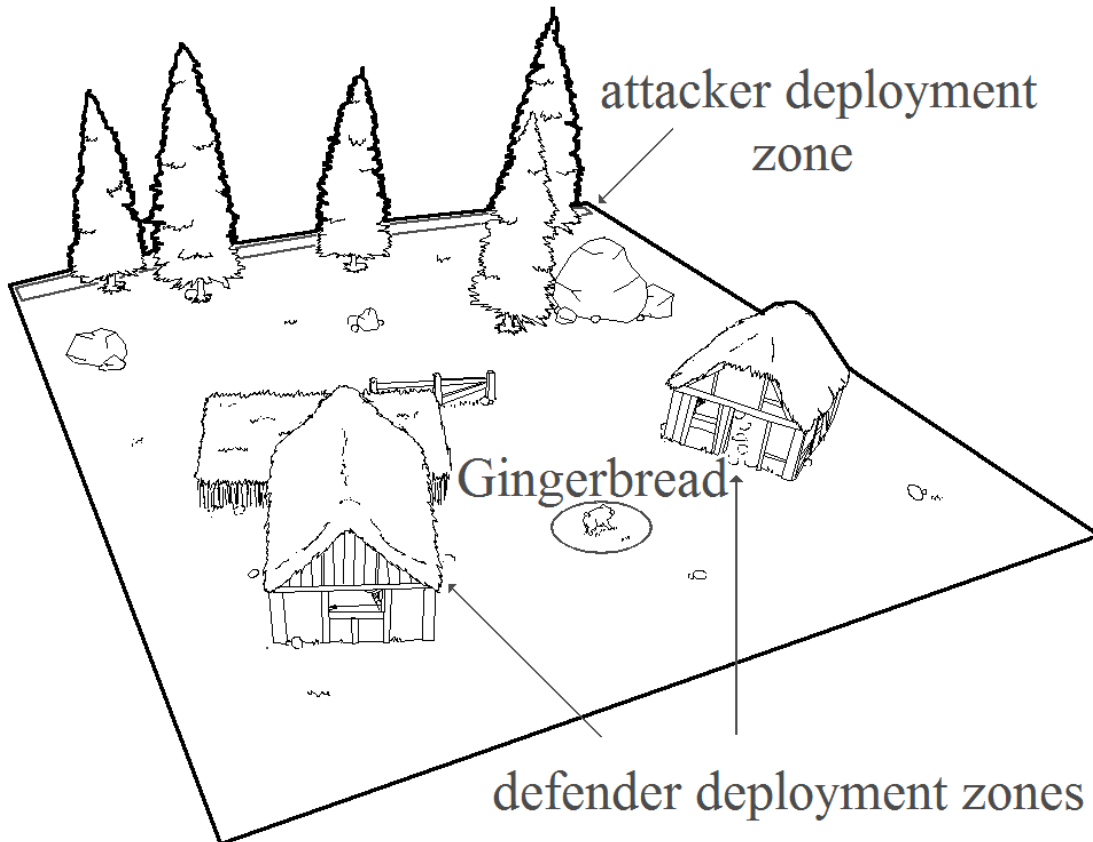 attacker deployment
zone
Gingerbread
defender deployment zones